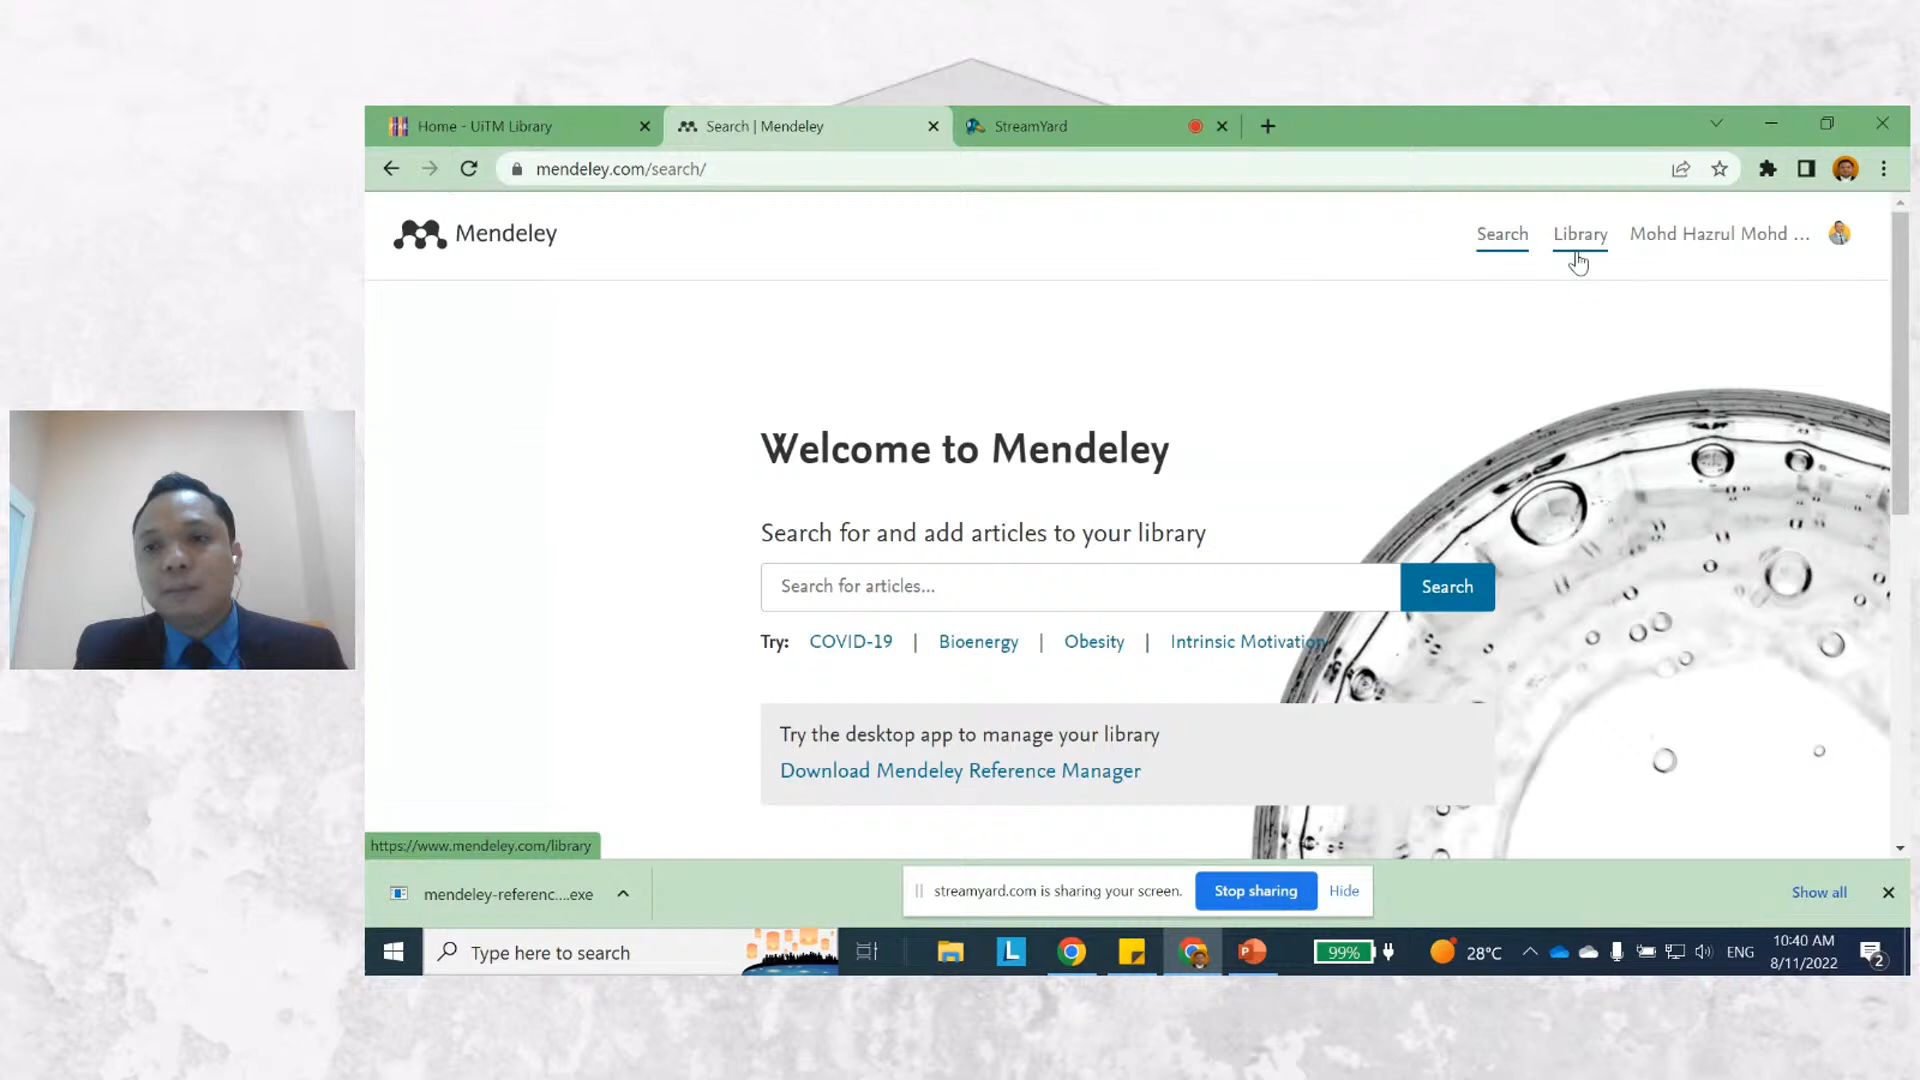 Home - UiTM Library
Search | Mendeley
StreamYard
mendeley.com/search/
Mendeley
Search
Library
Mohd Hazrul Mohd ...
Welcome to Mendeley
Search for and add articles to your library
Search for articles...
Search
Try: COVID-19 | Bioenergy | Obesity | Intrinsic Motivation
Try the desktop app to manage your library
Download Mendeley Reference Manager
https://www.mendeley.com/library
mendeley-referenc....exe
streamyard.com is sharing your screen.
Stop sharing
Hide
Show all
Type here to search
L
99%
28°C
ENG
10:40 AM
8/11/2022
2